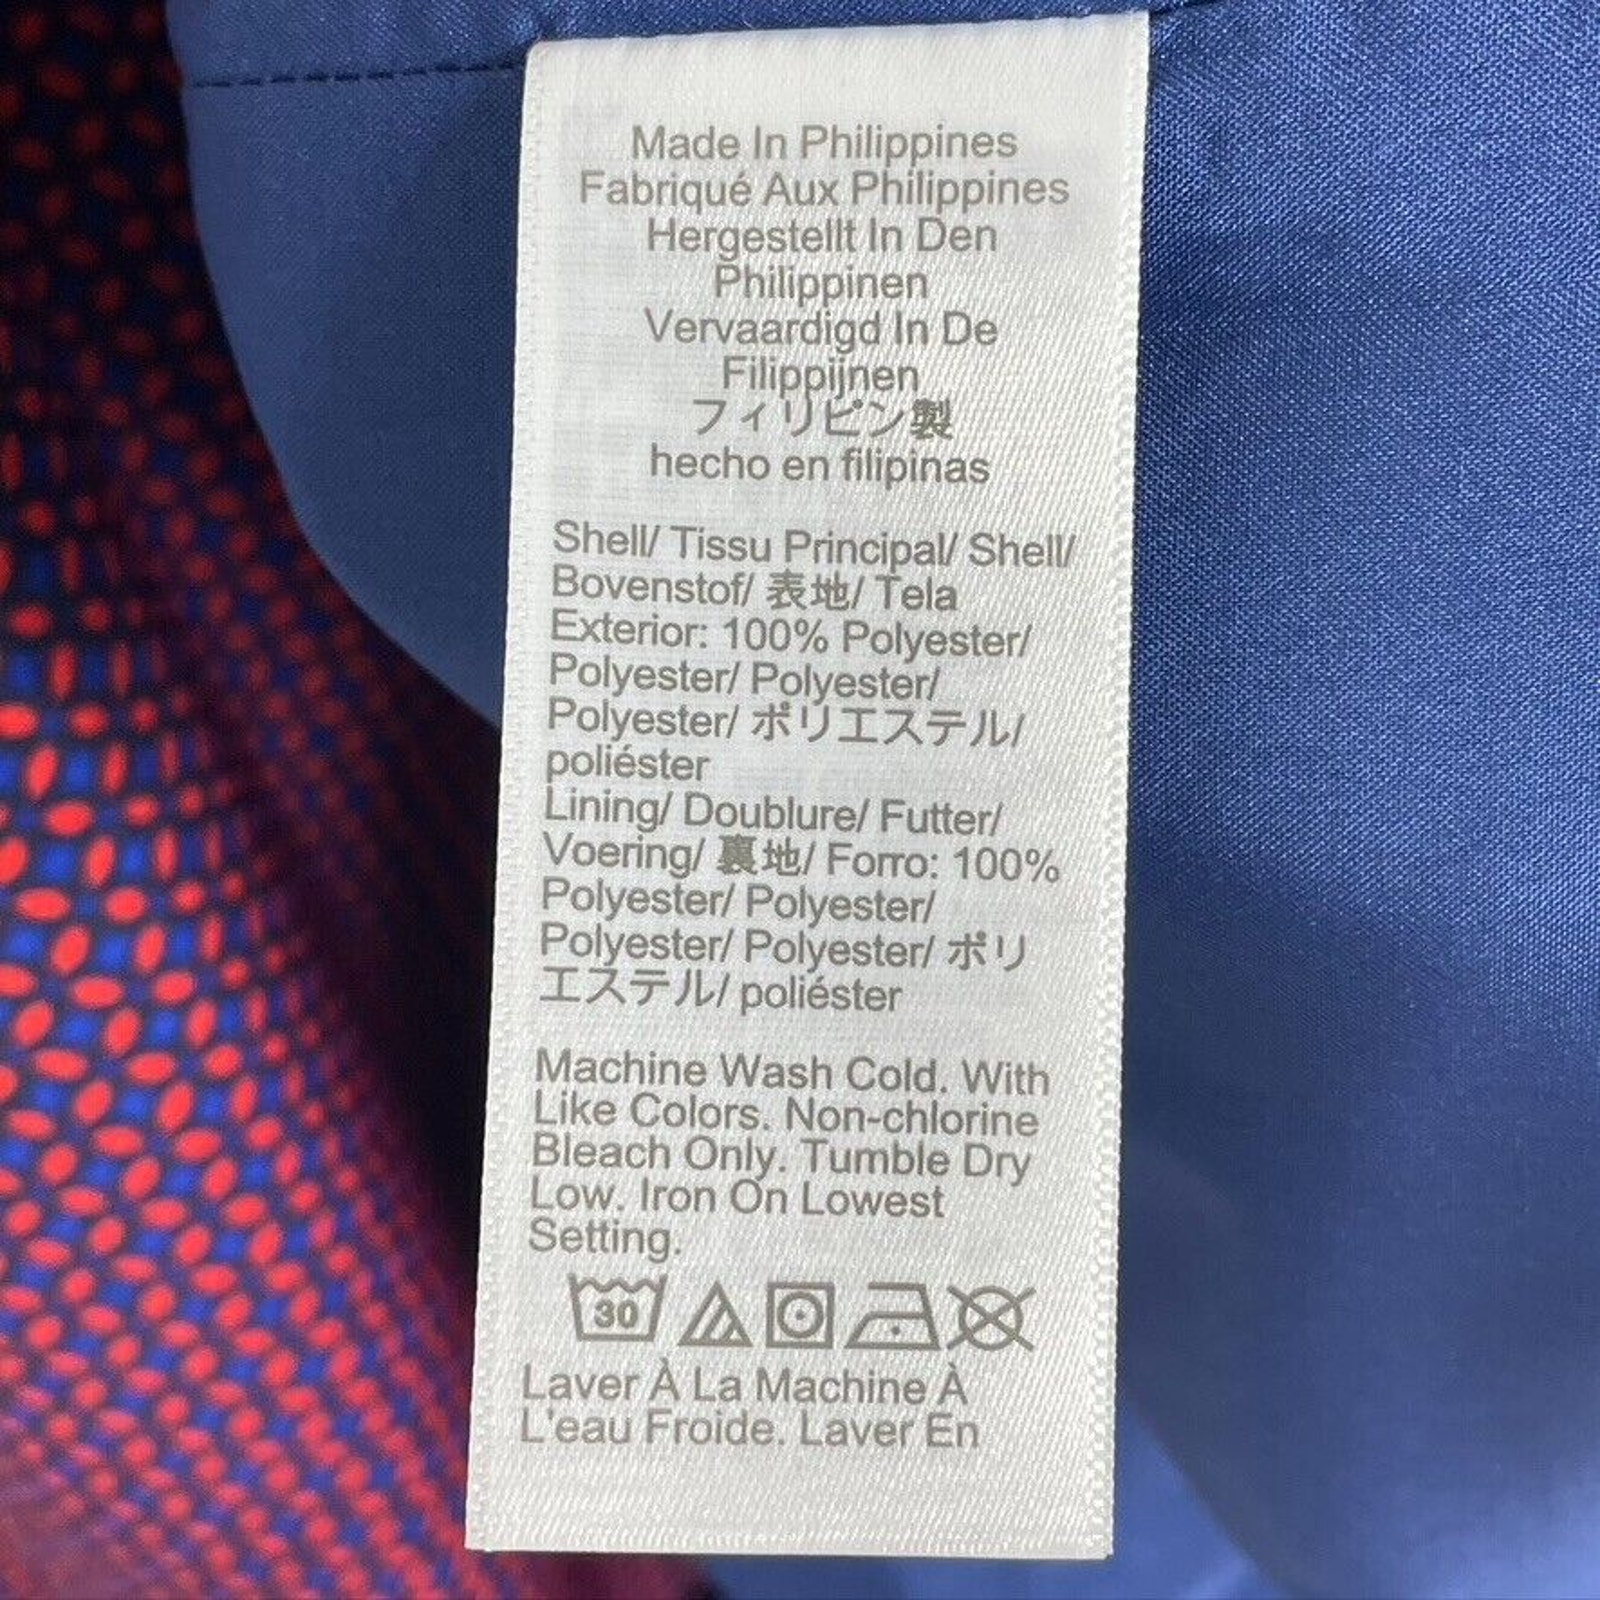 Made In Philippines
Fabriqué Aux Philippines
Hergestellt In Den
Philippinen
Vervaardigd In De
Filippijnen
フィリピン製
hecho en filipinas
Shell/ Tissu Principal/ Shell/
Bovenstof/ 表地/ Tela
Exterior: 100% Polyester/
Polyester/ Polyester/
Polyester/ ポリエステル/
poliéster
Lining/ Doublure/ Futter/
Voering/ 裏地/ Forro: 100%
Polyester/ Polyester/
Polyester/ Polyester/ ポリ
エステル/ poliéster
Machine Wash Cold. With
Like Colors. Non-chlorine
Bleach Only. Tumble Dry
Low. Iron On Lowest
Setting.
30
Laver À La Machine À
L'eau Froide. Laver En